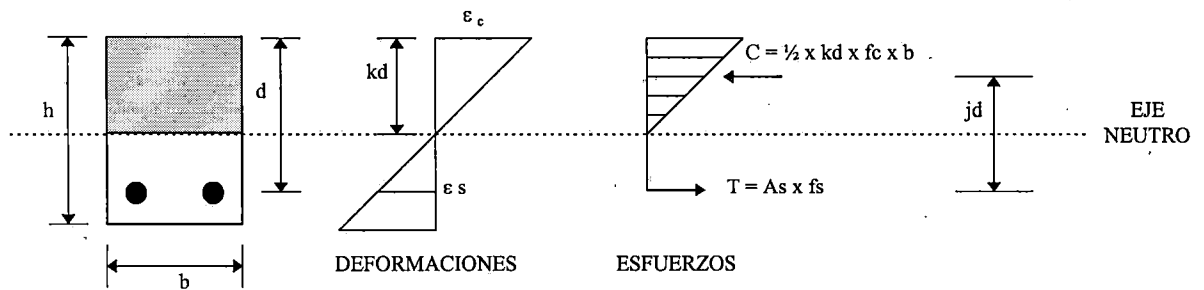 ε c
C = ½ x kd x fc x b
kd
d
h
jd
EJE
NEUTRO
ε s
T = As x fs
DEFORMACIONES
ESFUERZOS
b